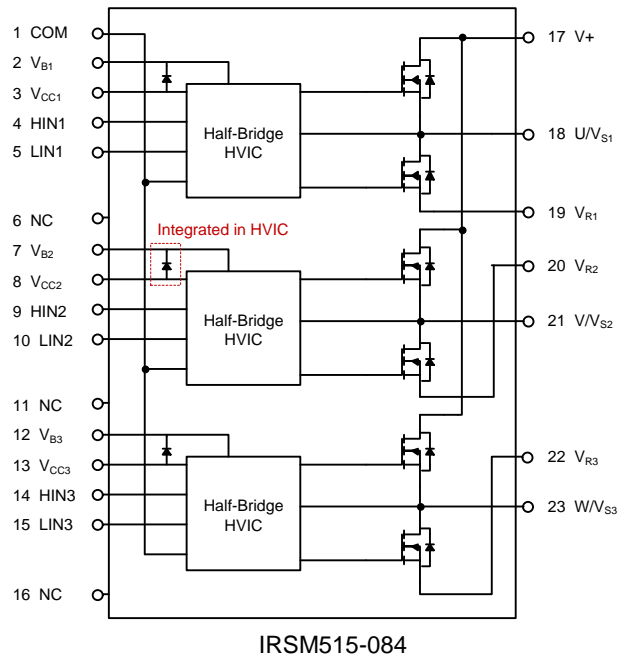 1 COM
2 VB1
3 VCC1
4 HIN1
5 LIN1
6 NC
7 VB2
8 VCC2
9 HIN2
10 LIN2
11 NC
12 VB3
13 VCC3
14 HIN3
15 LIN3
16 NC
Half-Bridge
HVIC
Integrated in HVIC
Half-Bridge
HVIC
Half-Bridge
HVIC
17 V+
18 U/VS1
19 VR1
20 VR2
21 V/VS2
22 VR3
23 W/VS3
IRSM515-084